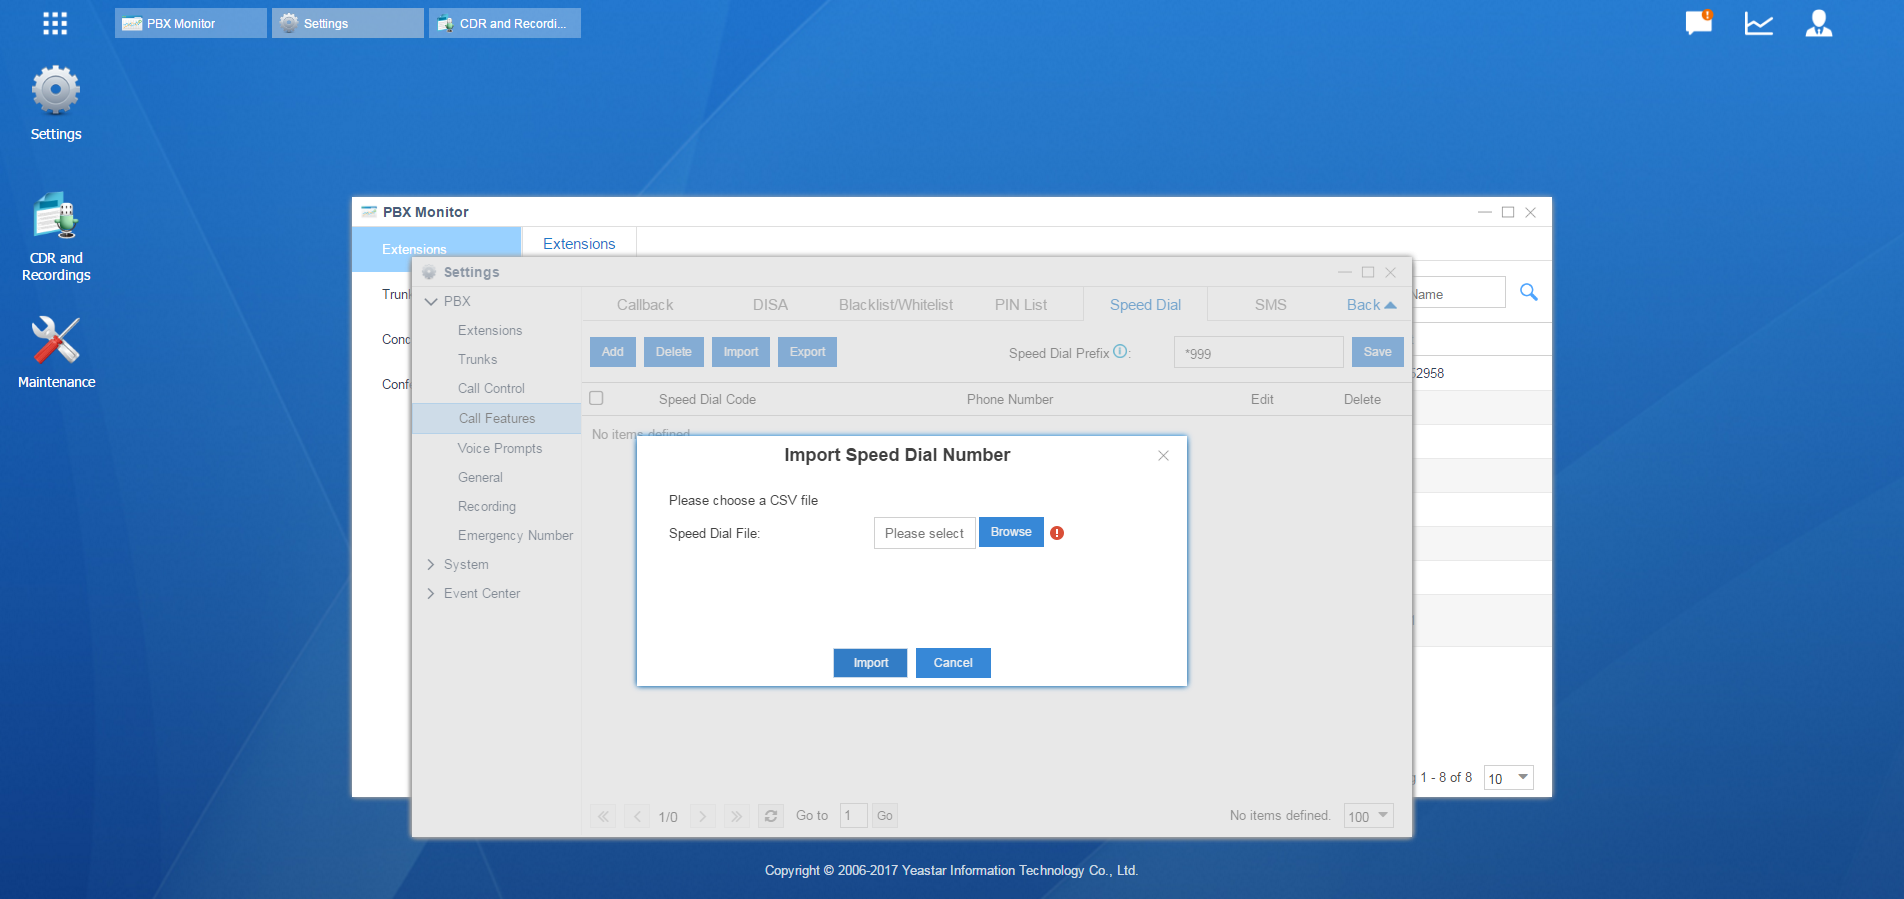 PBX Monitor
Settings
CDR and Recordi...
Settings
CDR and
Recordings
Maintenance
PBX Monitor
Extensions
Extensions
Name
1 - 8 of 8
10
Settings
PBX
Extensions
Trunks
Call Control
Call Features
Voice Prompts
General
Recording
Emergency Number
System
Event Center
Callback
DISA
Blacklist/Whitelist
PIN List
Speed Dial
SMS
Back
Add
Delete
Import
Export
Speed Dial Prefix :
*999
Save
Speed Dial Code
Phone Number
Edit
Delete
No items defined
Import Speed Dial Number
Please choose a CSV file
Speed Dial File:
Please select
Browse
Import
Cancel
1/0
Go to
1
Go
No items defined.
100
Copyright © 2006-2017 Yeastar Information Technology Co., Ltd.